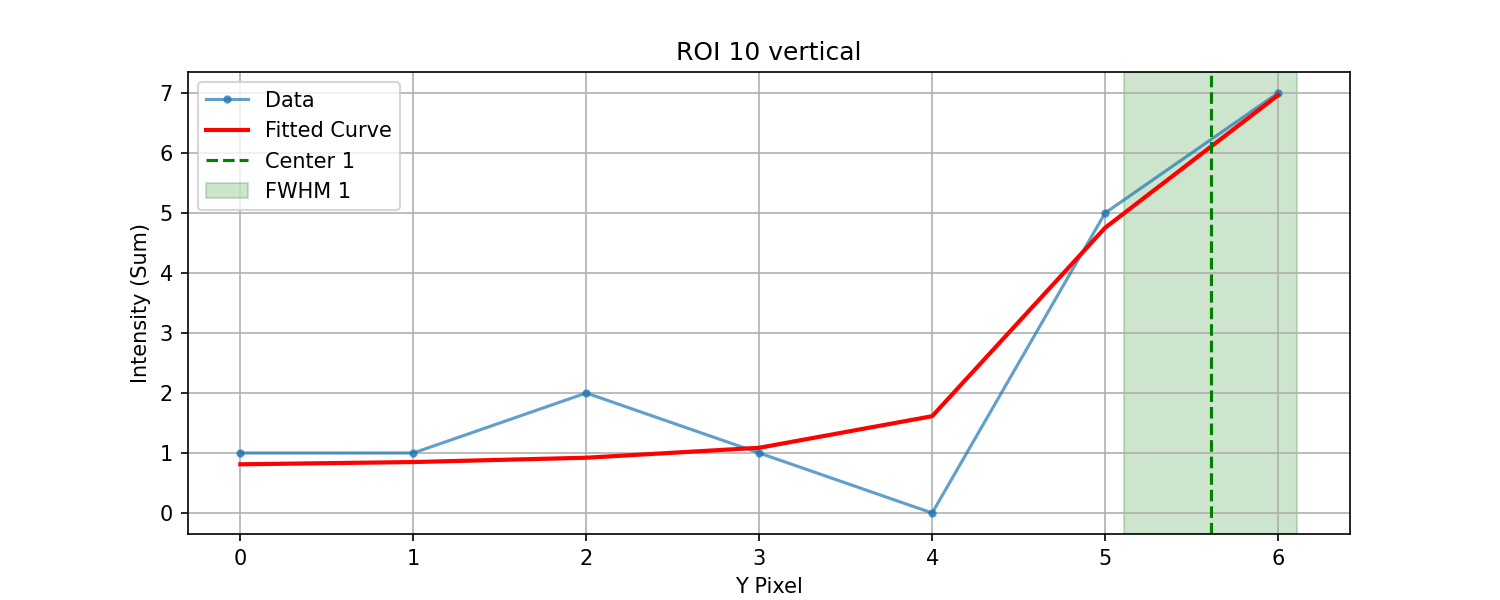 ROI 10 vertical
Data
Fitted Curve
Center 1
FWHM 1
Intensity (Sum)
7
6
5
4
3
2
1
0
0 1 2 3 4 5 6
Y Pixel